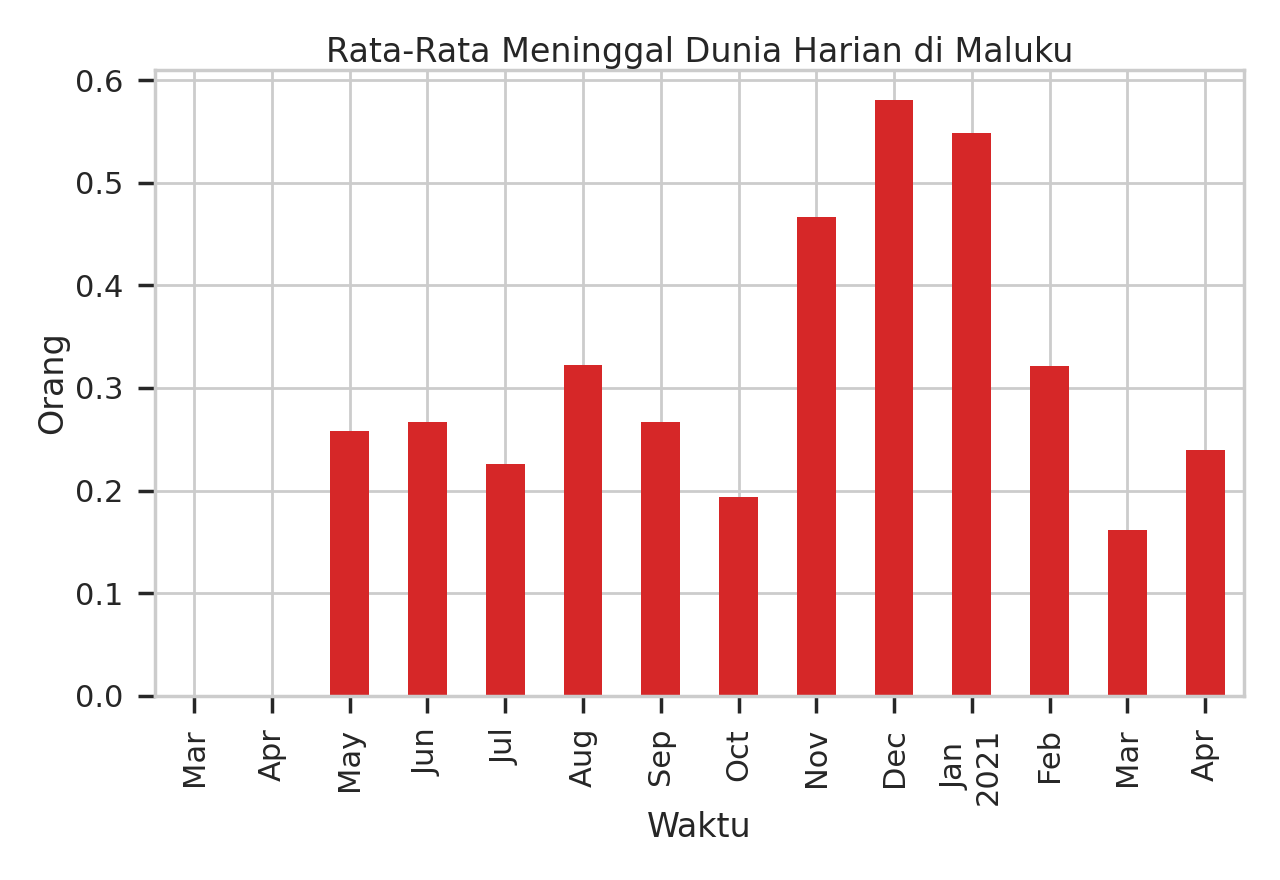 Rata-Rata Meninggal Dunia Harian di Maluku
0.6
0.5
0.4
0.3
0.2
0.1
0.0
Orang
Mar
Apr
May
Jun
Jul
Aug
Sep
Oct
Nov
Dec
Jan
2021
Feb
Mar
Apr
Waktu